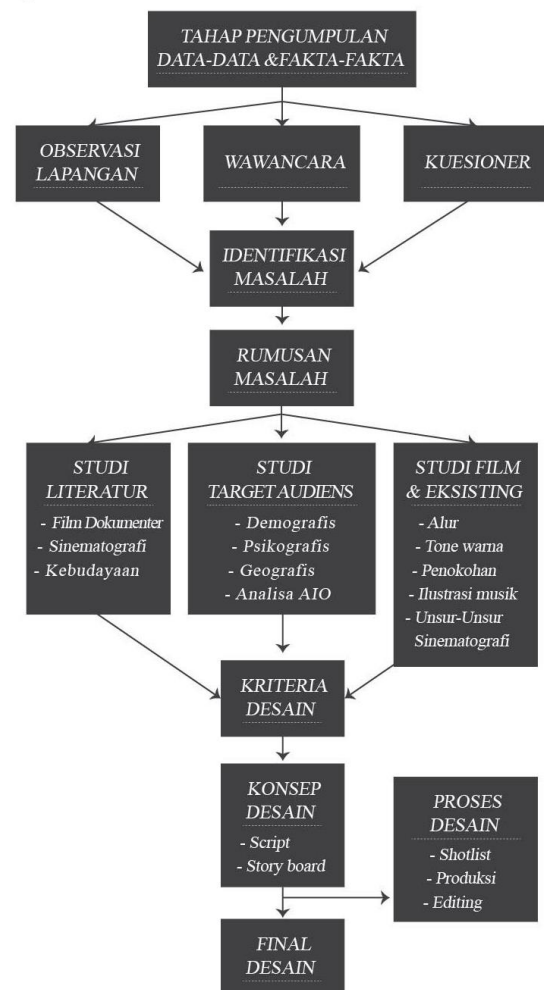 TAHAP PENGUMPULAN
DATA-DATA &FAKTA-FAKTA
OBSERVASI
LAPANGAN
WAWANCARA
KUESIONER
IDENTIFIKASI
MASALAH
RUMUSAN
MASALAH
STUDI
LITERATUR
- Film Dokumenter
- Sinematografi
- Kebudayaan
STUDI
TARGET AUDIENS
- Demografis
- Psikografis
- Geografis
- Analisa AIO
STUDI FILM
& EKSISTING
- Alur
- Tone warna
- Penokohan
- Ilustrasi musik
- Unsur-Unsur
Sinematografi
KRITERIA
DESAIN
KONSEP
DESAIN
- Script
- Story board
PROSES
DESAIN
- Shotlist
- Produksi
- Editing
FINAL
DESAIN